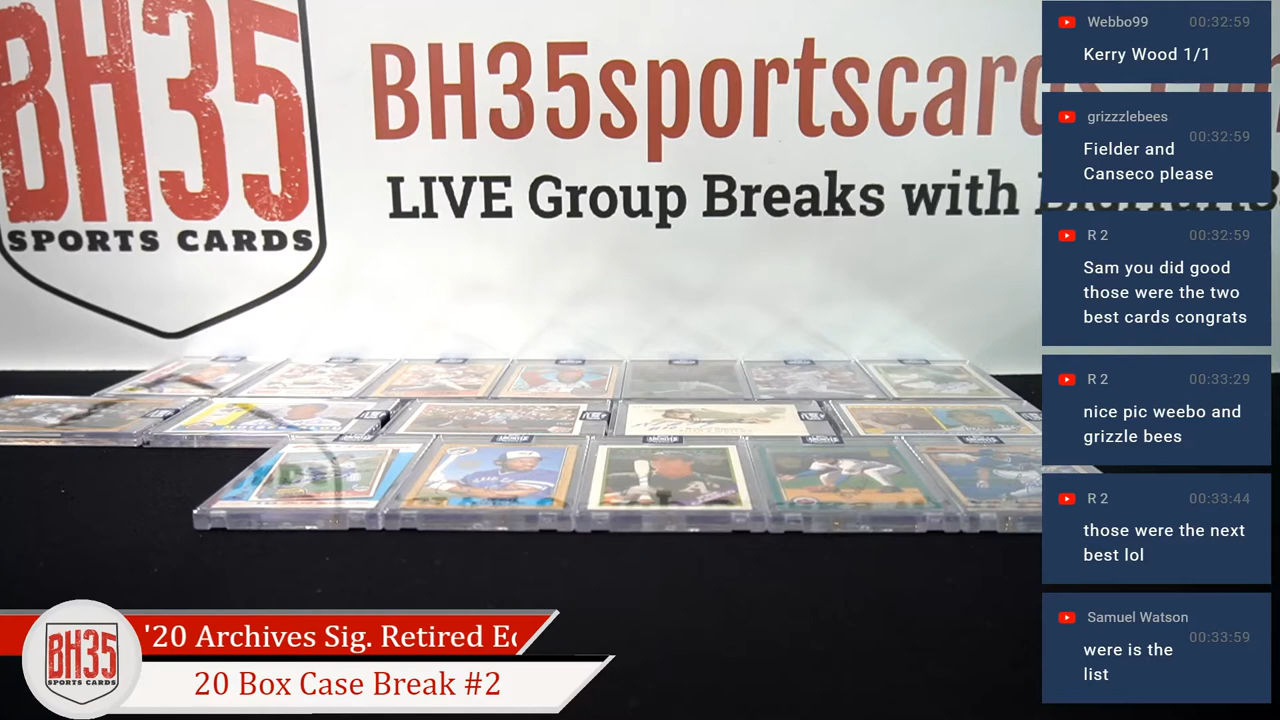 BH35
SPORTS CARDS
BH35sportscards
LIVE Group Breaks with
Webbo99 00:32:59
Kerry Wood 1/1
grizzzlebees 00:32:59
Fielder and
Canseco please
R 2 00:32:59
Sam you did good
those were the two
best cards congrats
R 2 00:33:29
nice pic weebo and
grizzle bees
R 2 00:33:44
those were the next
best lol
Samuel Watson 00:33:59
were is the
list
BH35
SPORTS CARDS
'20 Archives Sig. Retired Ec
20 Box Case Break #2